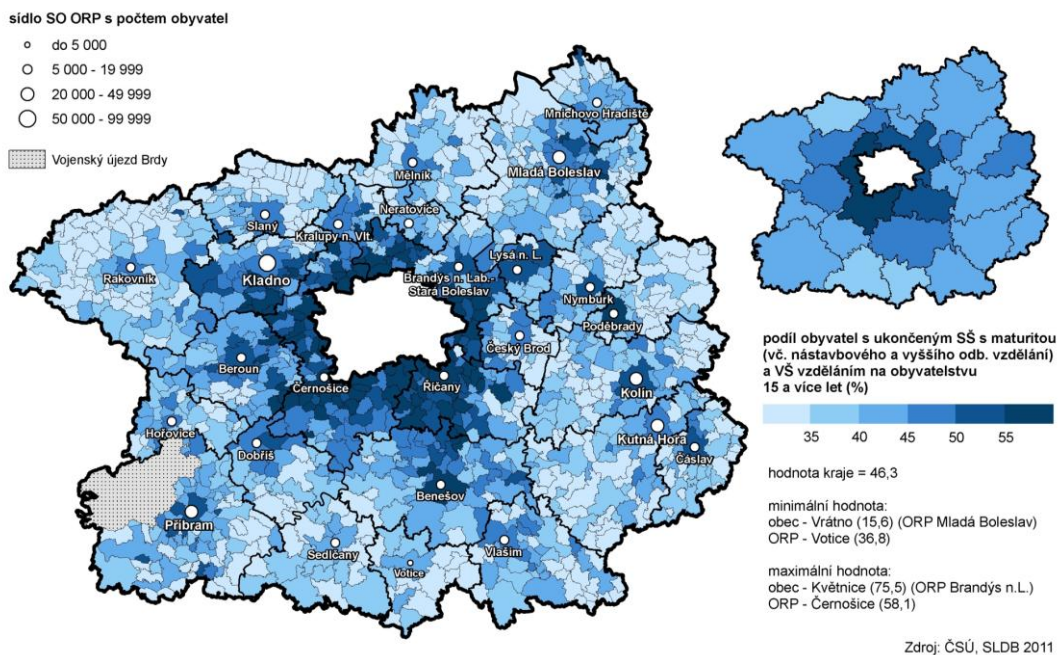 sídlo SO ORP s počtem obyvatel
do 5 000
5 000 - 19 999
20 000 - 49 999
50 000 - 99 999
Vojenský újezd Brdy
Mnichovo Hradiště
Mladá Boleslav
Mělník
Neratovice
Slaný
Kralupy n. Vlt.
Lysá n. L.
Rakovník
Kladno
Brandýs n. Lab.-
Stará Boleslav
Nymburk
Poděbrady
Český Brod
Beroun
Černošice
Říčany
Kolín
Hořovice
Kutná Hora
Dobříš
Čáslav
Benešov
Příbram
Sedlčany
Vlašim
Votice
podíl obyvatel s ukončeným SŠ s maturitou
(vč. nástavbového a vyššího odb. vzdělání)
a VŠ vzděláním na obyvatelstvu
15 a více let (%)
35 40 45 50 55
hodnota kraje = 46,3
minimální hodnota:
obec - Vrátno (15,6) (ORP Mladá Boleslav)
ORP - Votice (36,8)
maximální hodnota:
obec - Květnice (75,5) (ORP Brandýs n.L.)
ORP - Černošice (58,1)
Zdroj: ČSÚ, SLDB 2011